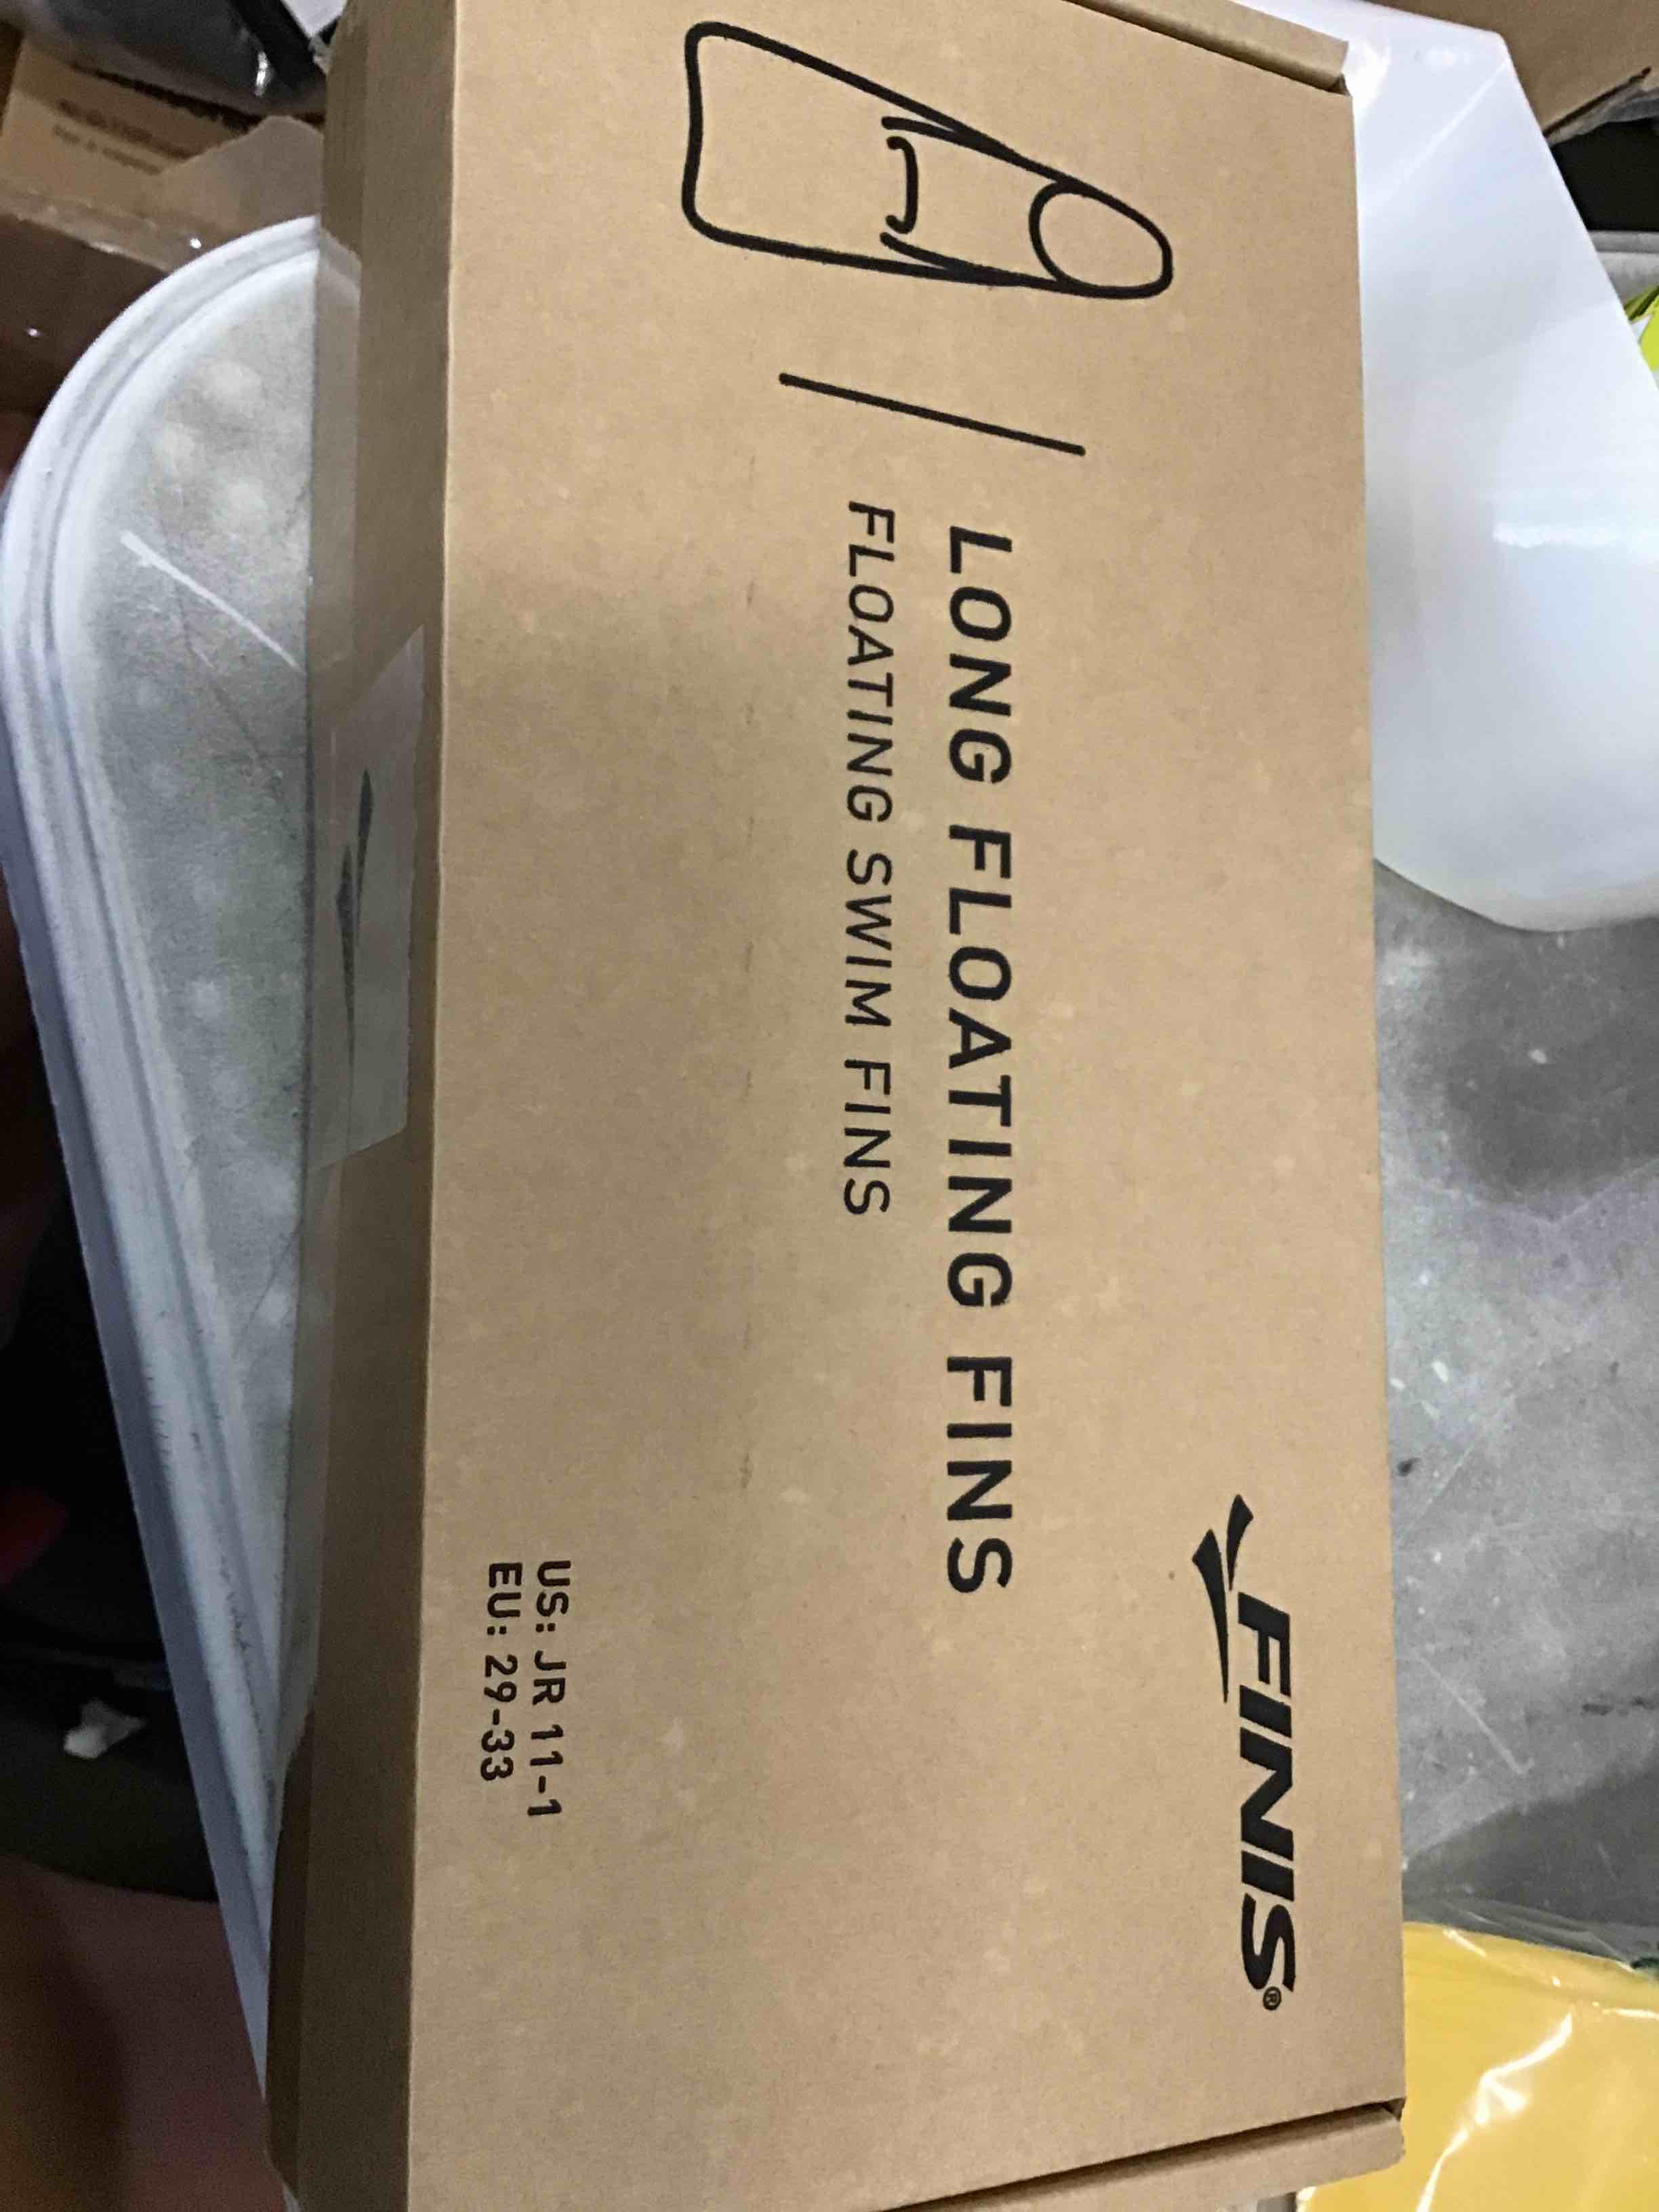 FINIS®
LONG FLOATING FINS
FLOATING SWIM FINS
US: JR 11-1
EU: 29-33